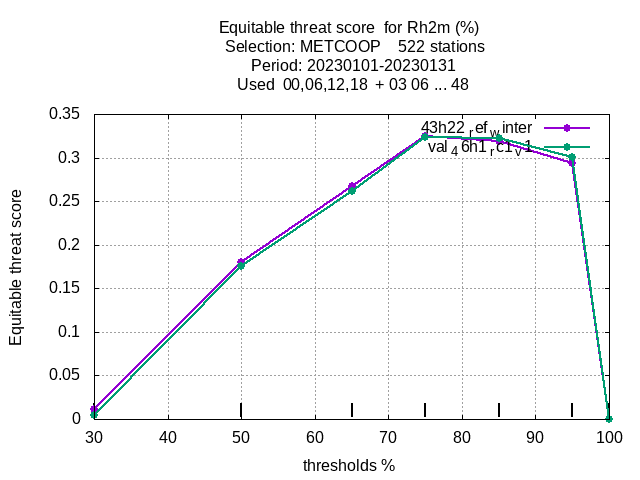 Equitable threat score for Rh2m (%)
Selection: METCOOP 522 stations
Period: 20230101-20230131
Used 00,06,12,18 + 03 06 ... 48
0.35
0.3
0.25
0.2
0.15
0.1
0.05
0
Equitable threat score
43h22ᵣef_winter
val₄6h1ᵣc1ᵥ1
30 40 50 60 70 80 90 100
thresholds %